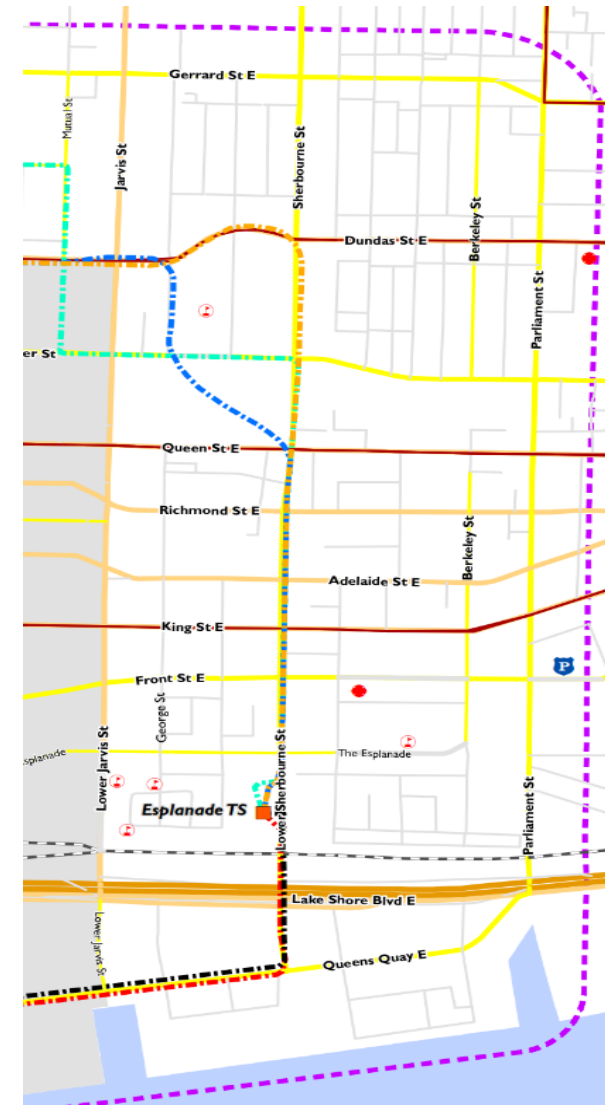 Gerrard St E
Mutual St
Jarvis St
Sherbourne St
Berkeley St
Dundas St E
Parliament St
er St
Queen St E
Richmond St E
Berkeley St
Adelaide St E
King St E
Front St E
P
George St
splanade
The Esplanade
Lower Jarvis St
Lower Sherbourne St
Parliament St
Esplanade TS
Lake Shore Blvd E
Lower Jarvis St
Queens Quay E